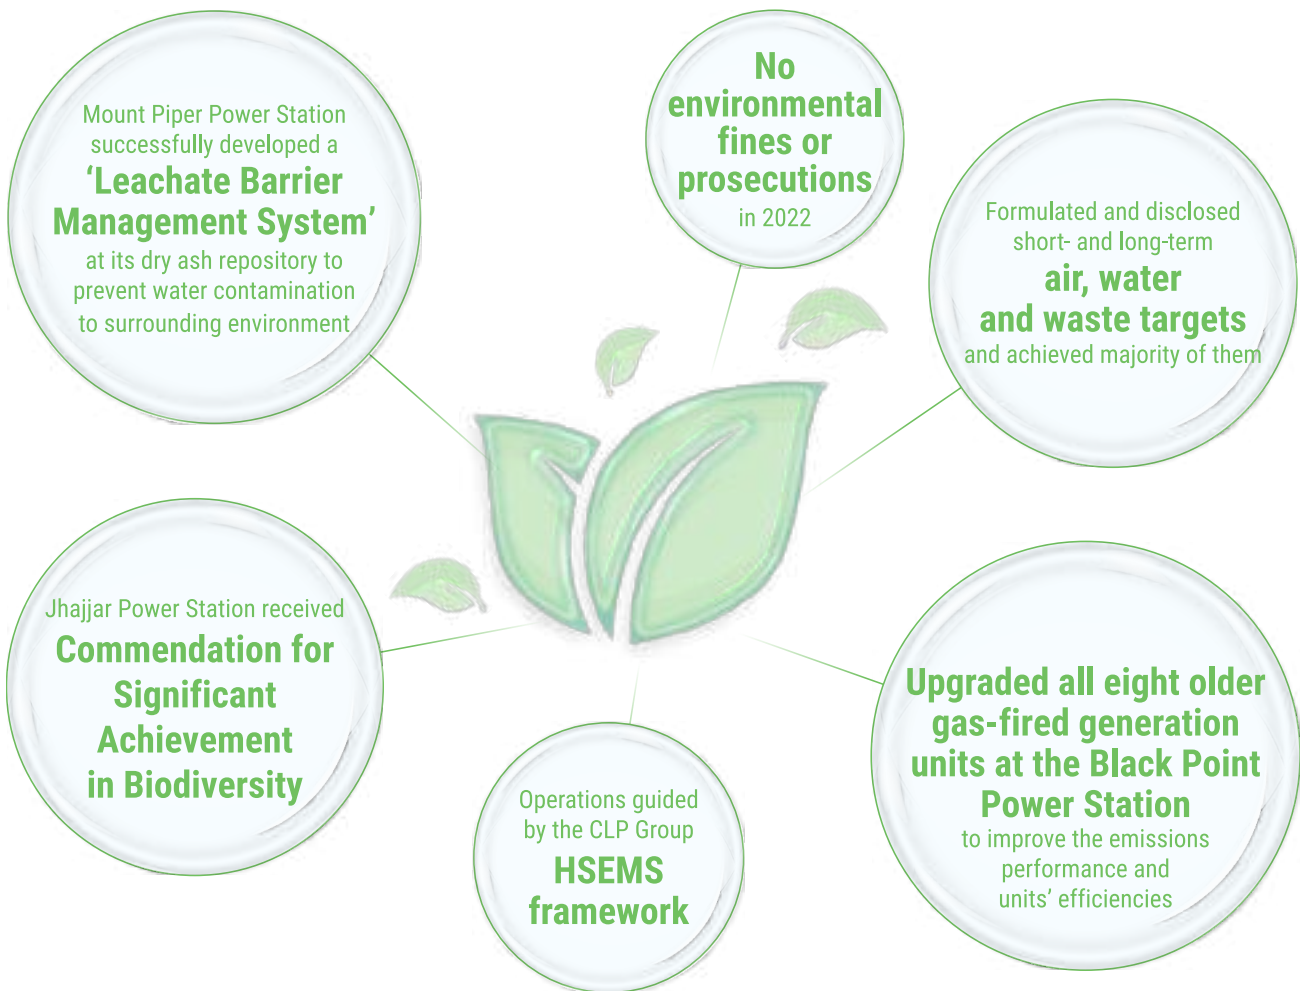 Mount Piper Power Station
successfully developed a
‘Leachate Barrier
Management System’
at its dry ash repository to
prevent water contamination
to surrounding environment
No
environmental
fines or
prosecutions
in 2022
Formulated and disclosed
short- and long-term
air, water
and waste targets
and achieved majority of them
Jhajjar Power Station received
Commendation for
Significant
Achievement
in Biodiversity
Operations guided
by the CLP Group
HSEMS
framework
Upgraded all eight older
gas-fired generation
units at the Black Point
Power Station
to improve the emissions
performance and
units’ efficiencies